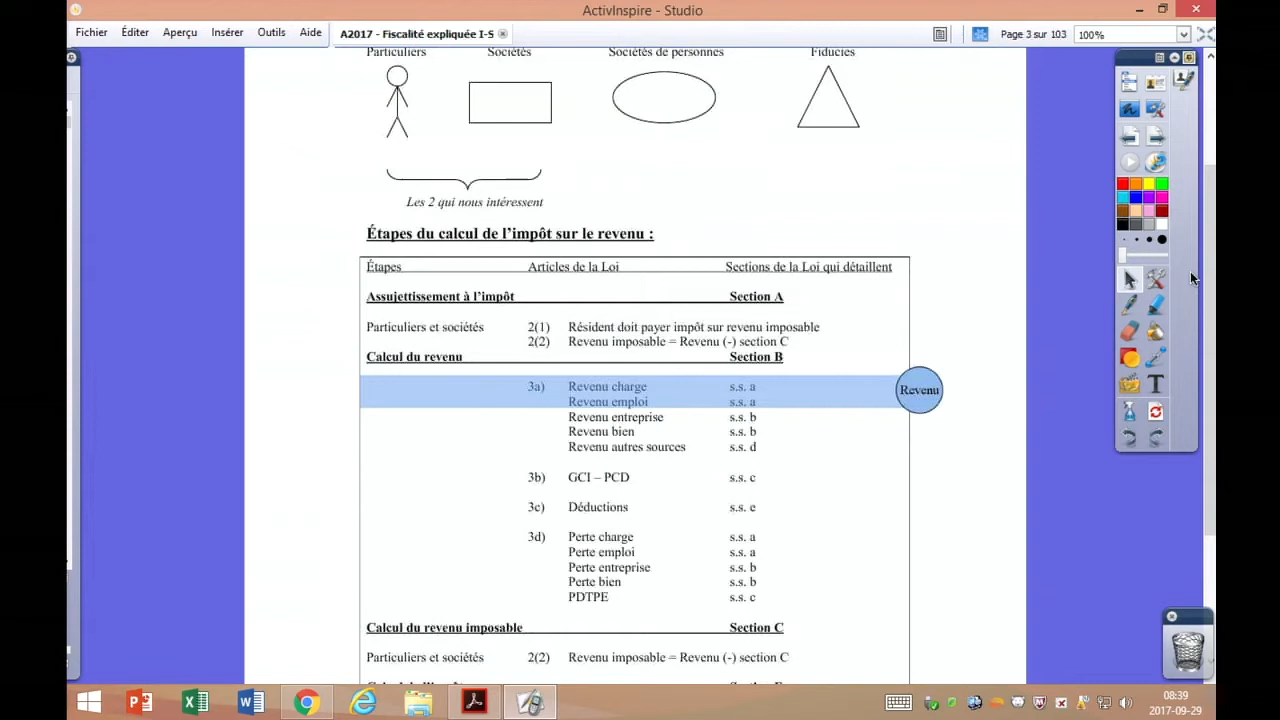 ActivInspire - Studio
Fichier Éditer Aperçu Insérer Outils Aide A2017 - Fiscalité expliquée I-S Page 3 sur 103 100%
Particuliers Sociétés Sociétés de personnes Fiducies
Les 2 qui nous intéressent
Étapes du calcul de l’impôt sur le revenu :
Étapes Articles de la Loi Sections de la Loi qui détaillent
Assujettissement à l’impôt Section A
Particuliers et sociétés 2(1) Résident doit payer impôt sur revenu imposable
2(2) Revenu imposable = Revenu (-) section C
Calcul du revenu Section B
3a) Revenu charge s.s. a
Revenu
Revenu emploi s.s. a
Revenu entreprise s.s. b
Revenu bien s.s. b
Revenu autres sources s.s. d
3b) GCI – PCD s.s. c
3c) Déductions s.s. e
3d) Perte charge s.s. a
Perte emploi s.s. a
Perte entreprise s.s. b
Perte bien s.s. b
PDTPE s.s. c
Calcul du revenu imposable Section C
Particuliers et sociétés 2(2) Revenu imposable = Revenu (-) section C
08:39
2017-09-29